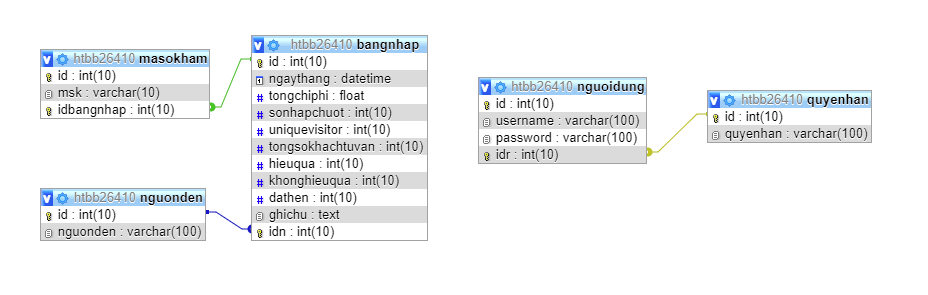 htbb26410 masokham
id : int(10)
msk : varchar(10)
idbangnhap : int(10)
htbb26410 nguonden
id : int(10)
nguonden : varchar(100)
htbb26410 bangnhap
id : int(10)
ngaythang : datetime
tongchiphi : float
sonhapchuot : int(10)
uniquevisitor : int(10)
tongsokhachtuvan : int(10)
hieuqua : int(10)
khonghieuqua : int(10)
dathen : int(10)
ghichu : text
idn : int(10)
htbb26410 nguoidung
id : int(10)
username : varchar(100)
password : varchar(100)
idr : int(10)
htbb26410 quyenhan
id : int(10)
quyenhan : varchar(100)